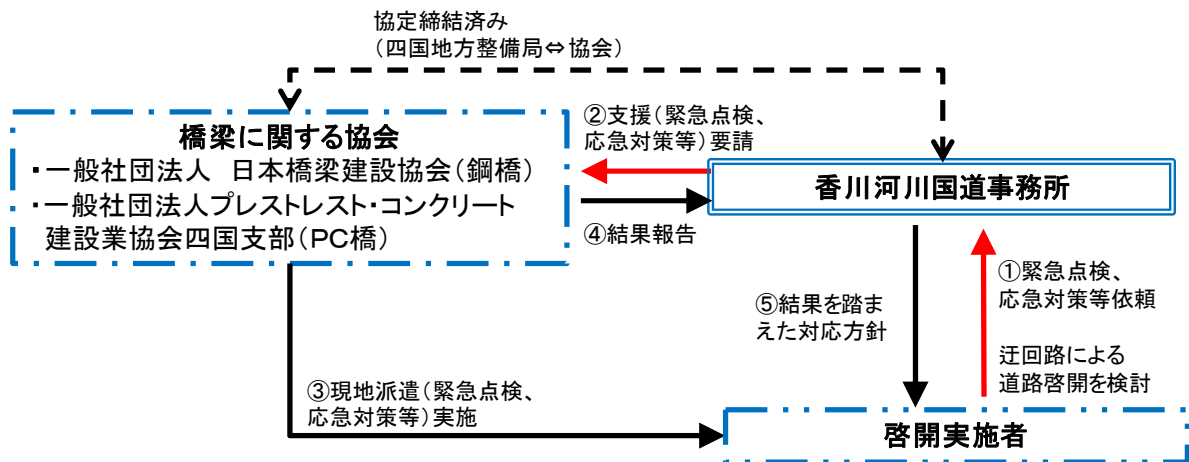 協定締結済み
（四国地方整備局⇔協会）
橋梁に関する協会
・一般社団法人　日本橋梁建設協会（鋼橋）
・一般社団法人プレストレスト・コンクリート
建設業協会四国支部（PC橋）
②支援（緊急点検、
応急対策等）要請
香川河川国道事務所
④結果報告
①緊急点検、
応急対策等依頼
⑤結果を踏ま
えた対応方針
迂回路による
道路啓開を検討
③現地派遣（緊急点検、
応急対策等）実施
啓開実施者